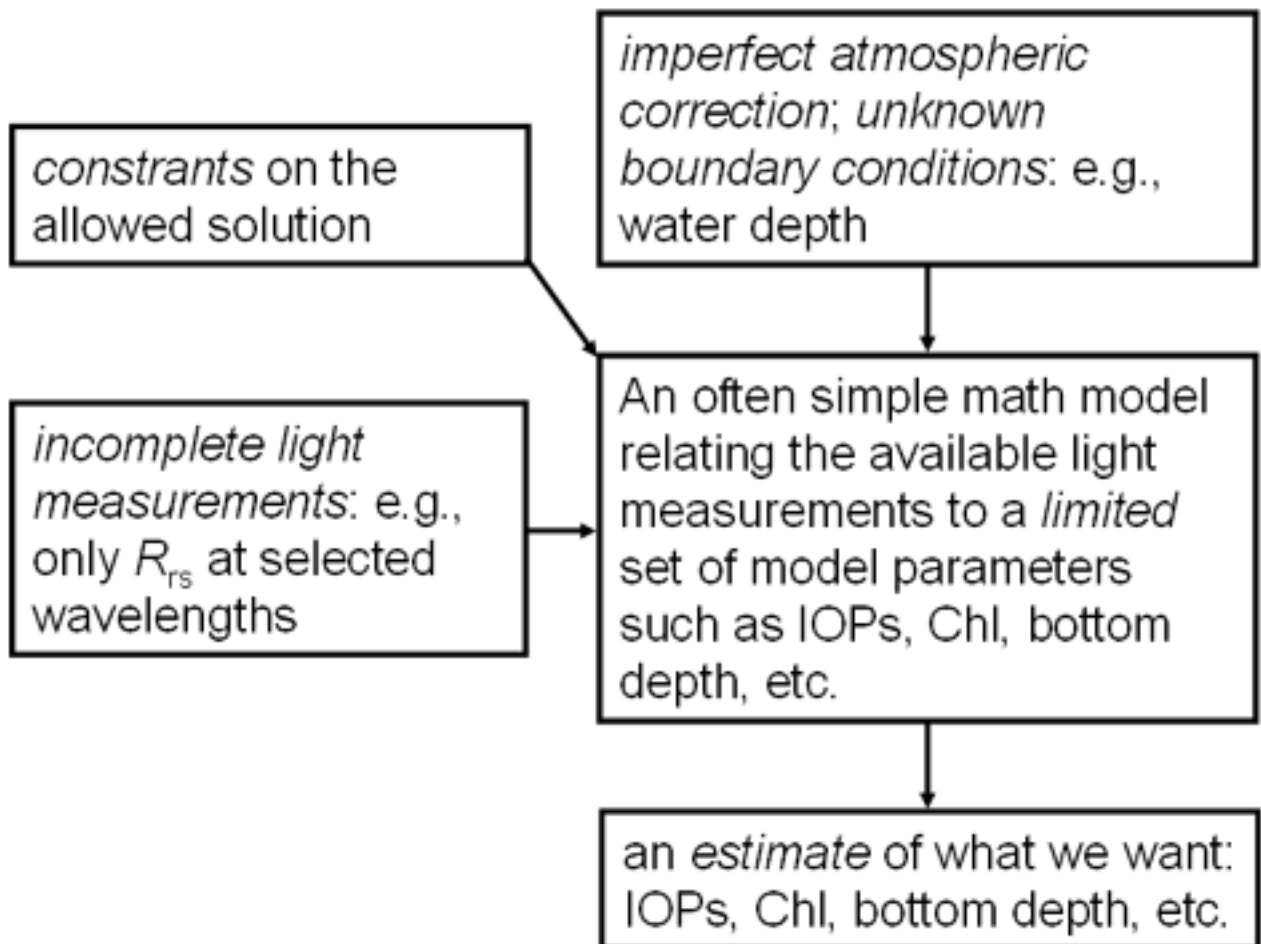 imperfect atmospheric
correction; unknown
boundary conditions: e.g.,
water depth
constrants on the
allowed solution
incomplete light
measurements: e.g.,
only Rrs at selected
wavelengths
An often simple math model
relating the available light
measurements to a limited
set of model parameters
such as IOPs, Chl, bottom
depth, etc.
an estimate of what we want:
IOPs, Chl, bottom depth, etc.